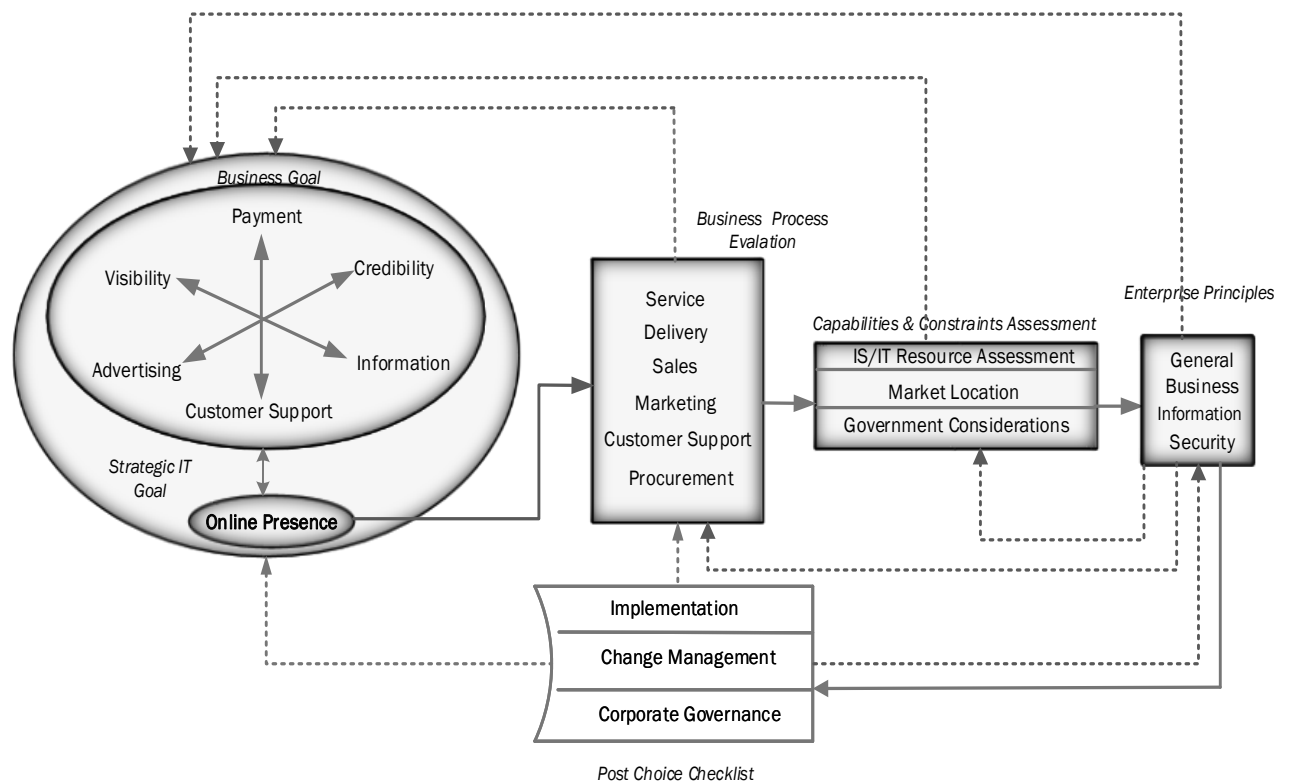 Business Goal
Payment
Visibility
Credibility
Advertising
Information
Customer Support
Strategic IT
Goal
Online Presence
Business Process
Evalation
Service
Delivery
Sales
Marketing
Customer Support
Procurement
Capabilities & Constraints Assessment
IS/IT Resource Assessment
Market Location
Government Considerations
Enterprise Principles
General
Business
Information
Security
Implementation
Change Management
Corporate Governance
Post Choice Checklist